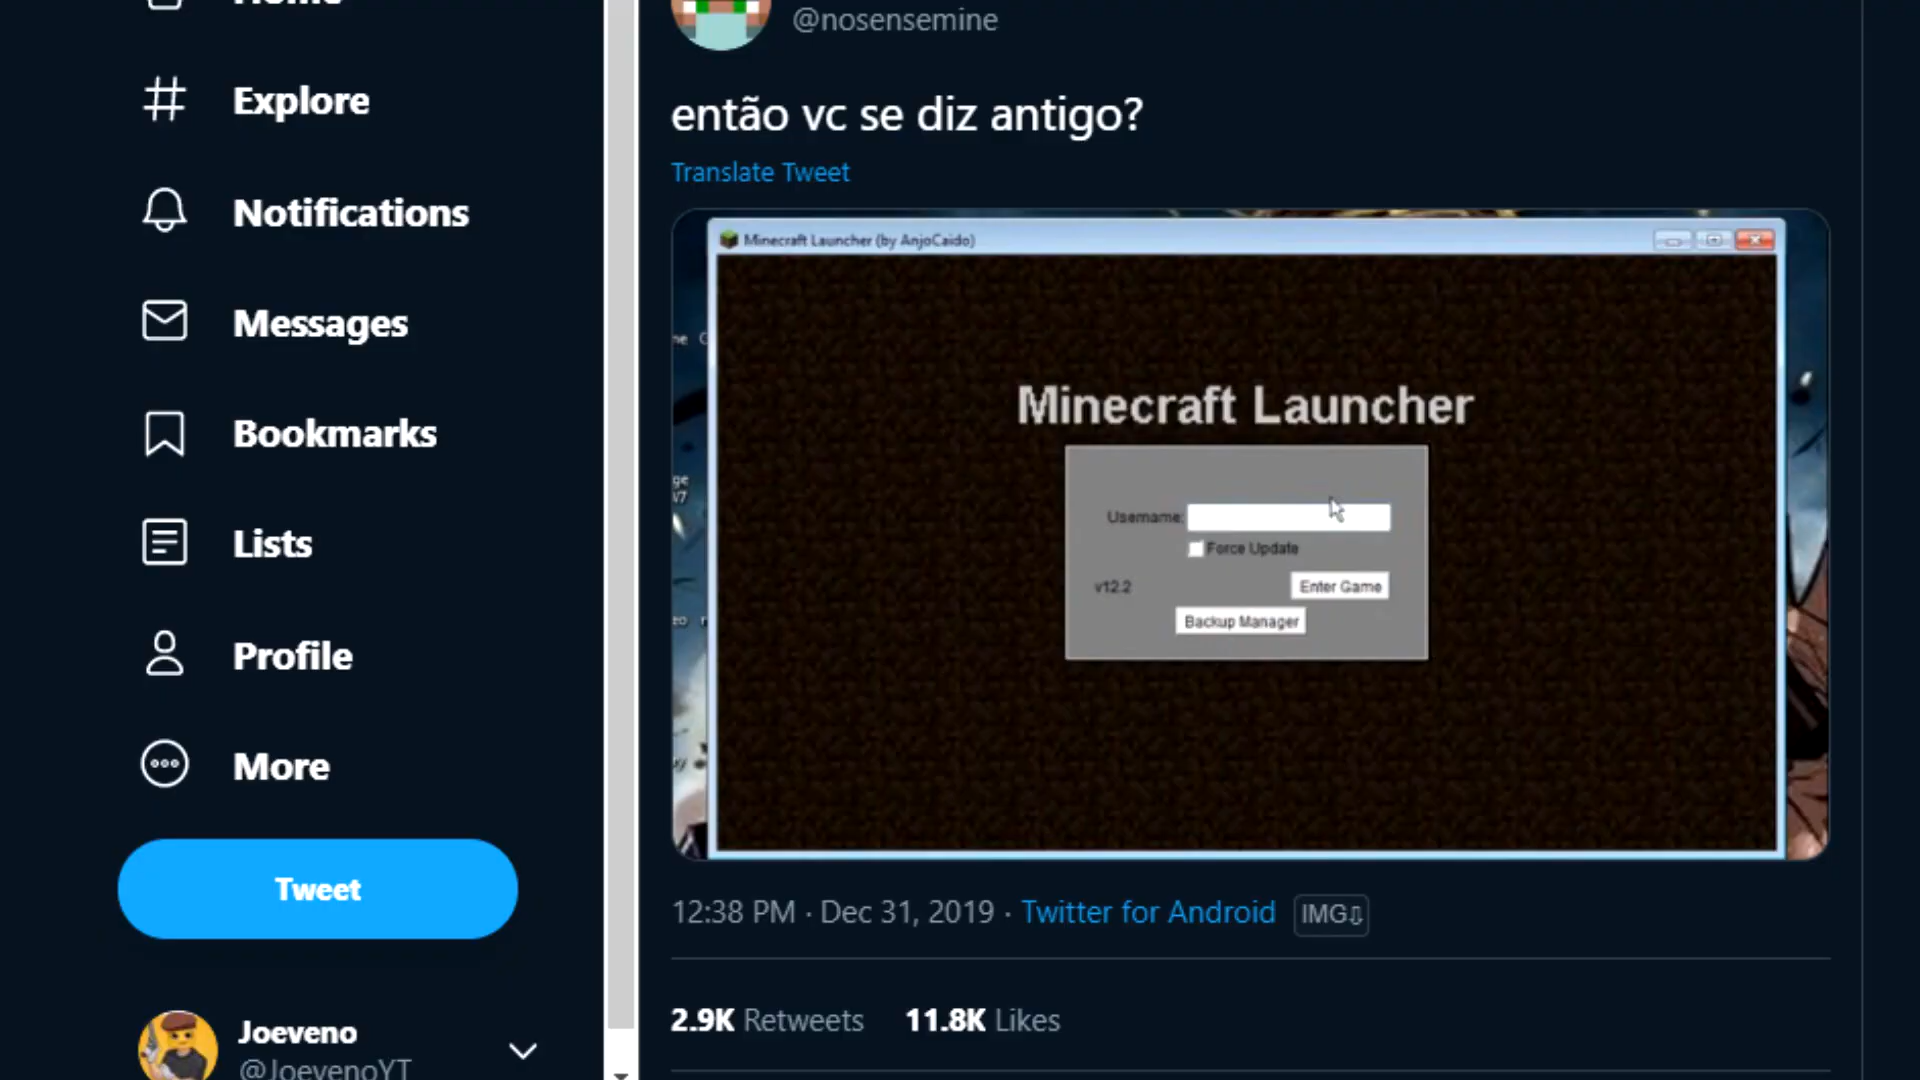 Home
Explore
Notifications
Messages
Bookmarks
Lists
Profile
More
Tweet
Joeveno
@JoevenoYT
@nosensemine
então vc se diz antigo?
Translate Tweet
Minecraft Launcher (by AnjoCaido)
Minecraft Launcher
Username:
Force Update
v12.2
Enter Game
Backup Manager
12:38 PM · Dec 31, 2019 · Twitter for Android IMG⇩
2.9K Retweets 11.8K Likes